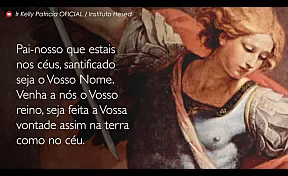 Ir Kelly Patrícia OFICIAL / Instituto Hesed
Pai-nosso que estais
nos céus, santificado
seja o Vosso Nome.
Venha a nós o Vosso
reino, seja feita a Vossa
vontade assim na terra
como no céu.